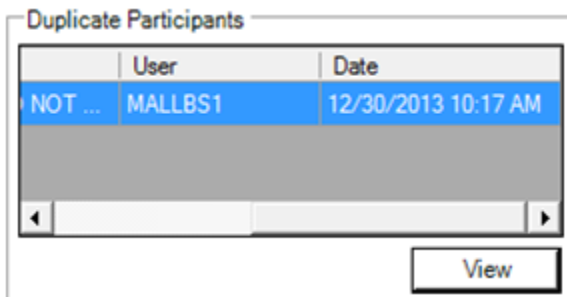 Duplicate Participants
User Date
NOT ... MALLBS1 12/30/2013 10:17 AM
View